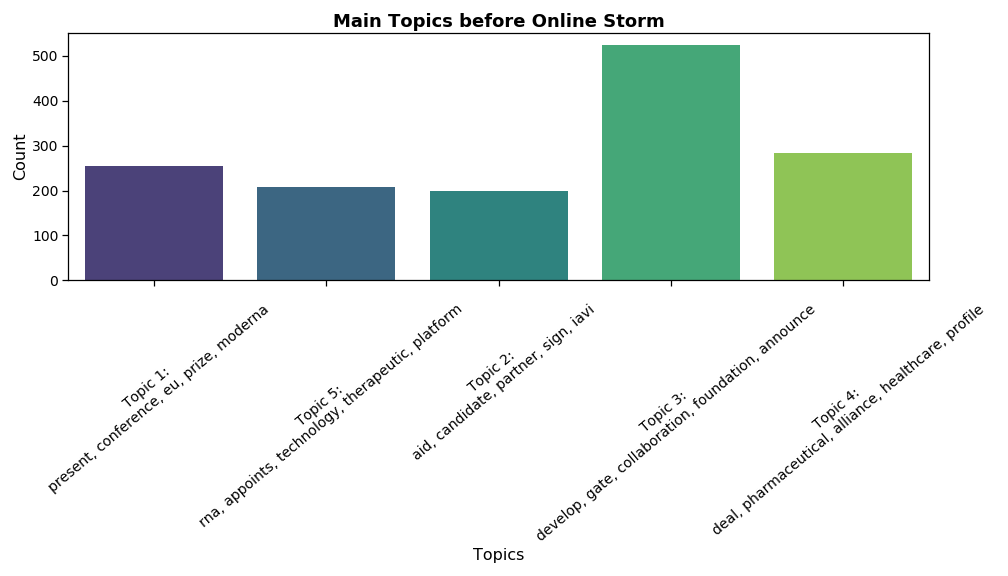 Main Topics before Online Storm
Count
500
400
300
200
100
0
Topic 1:
present, conference, eu, prize, moderna
Topic 5:
rna, appoints, technology, therapeutic, platform
Topic 2:
aid, candidate, partner, sign, iavi
Topic 3:
develop, gate, collaboration, foundation, announce
Topic 4:
deal, pharmaceutical, alliance, healthcare, profile
Topics